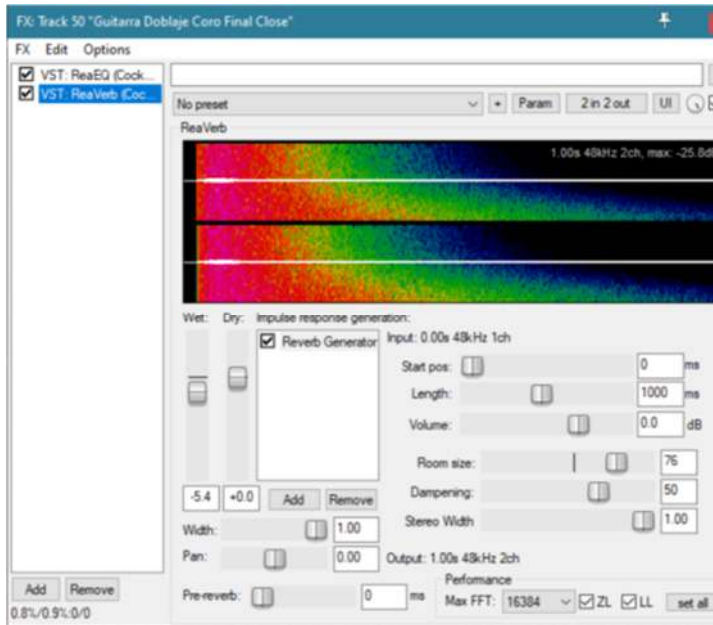 FX: Track 50 "Guitarra Doblaje Coro Final Close"
FX Edit Options
VST: ReaEQ (Cock...
VST: ReaVerb (Coc...
No preset + Param 2 in 2 out UI
ReaVerb
1.00s 48kHz 2ch, max: -25.8d
Wet: Dry: Impulse response generation:
Reverb Generator
Input: 0.00s 48kHz 1ch
Start pos: 0 ms
Length: 1000 ms
Volume: 0.0 dB
Room size: 76
Dampening: 50
Stereo Width 1.00
-5.4 +0.0 Add Remove
Width: 1.00
Pan: 0.00
Output: 1.00s 48kHz 2ch
Pre-reverb: 0 ms
Performance
Max FFT: 16384 ZL LL set all
Add Remove
0.8%/0.9% 0/0